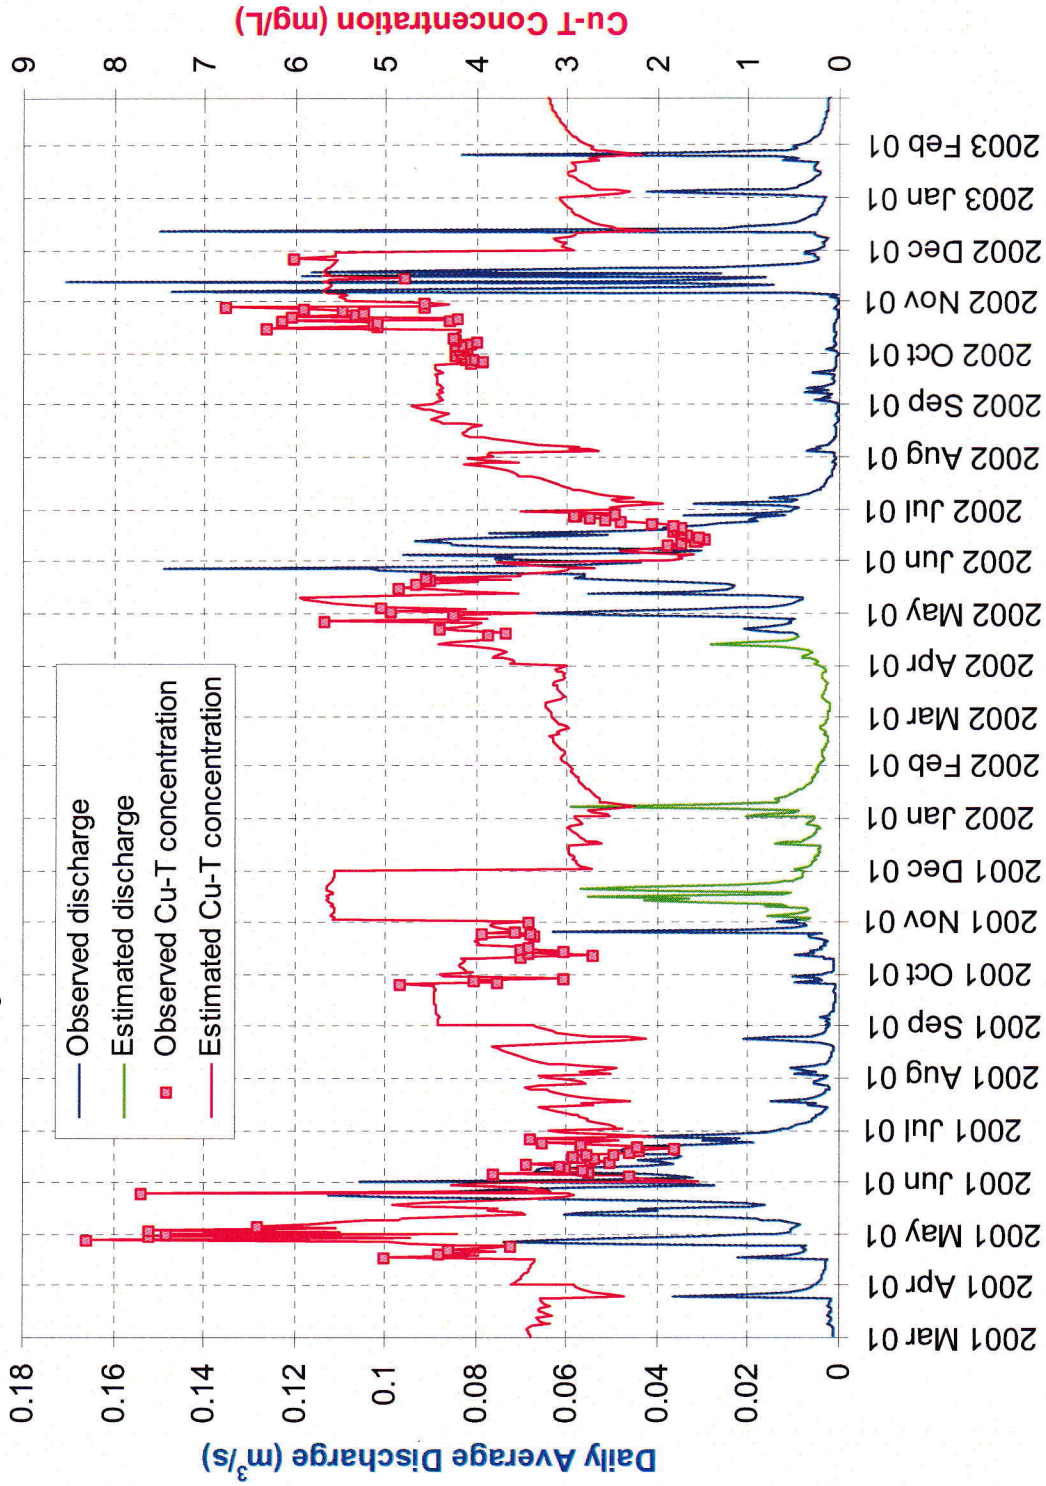 Observed discharge
Estimated discharge
Observed Cu-T concentration
Estimated Cu-T concentration
Daily Average Discharge (m³/s)
0.18
0.16
0.14
0.12
0.1
0.08
0.06
0.04
0.02
0
Cu-T Concentration (mg/L)
9
8
7
6
5
4
3
2
1
0
2001 Mar 01
2001 Apr 01
2001 May 01
2001 Jun 01
2001 Jul 01
2001 Aug 01
2001 Sep 01
2001 Oct 01
2001 Nov 01
2001 Dec 01
2002 Jan 01
2002 Feb 01
2002 Mar 01
2002 Apr 01
2002 May 01
2002 Jun 01
2002 Jul 01
2002 Aug 01
2002 Sep 01
2002 Oct 01
2002 Nov 01
2002 Dec 01
2003 Jan 01
2003 Feb 01